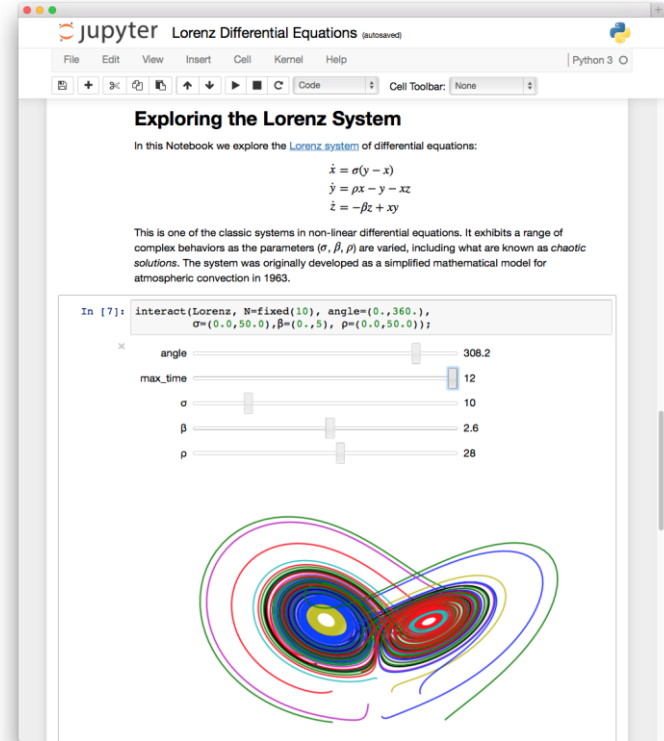 jupyter Lorenz Differential Equations (autosaved)
File Edit View Insert Cell Kernel Help Python 3
Code Cell Toolbar: None
Exploring the Lorenz System
In this Notebook we explore the Lorenz system of differential equations:
ẋ = σ(y − x)
ẏ = ρx − y − xz
ż = −βz + xy
This is one of the classic systems in non-linear differential equations. It exhibits a range of
complex behaviors as the parameters (σ, β, ρ) are varied, including what are known as chaotic
solutions. The system was originally developed as a simplified mathematical model for
atmospheric convection in 1963.
In [7]: interact(Lorenz, N=fixed(10), angle=(0.,360.),
σ=(0.0,50.0),β=(0.,5), ρ=(0.0,50.0));
angle 308.2
max_time 12
σ 10
β 2.6
ρ 28